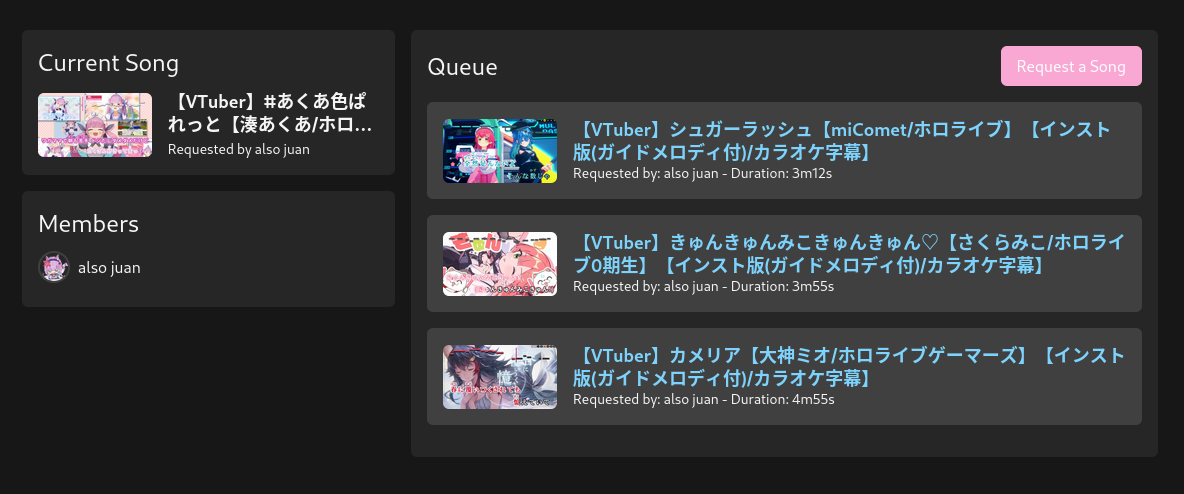 Current Song
【VTuber】#あくあ色ぱ
れっと【湊あくあ/ホロ...
Requested by also juan
Members
also juan
Queue
Request a Song
【VTuber】シュガーラッシュ【miComet/ホロライブ】【インスト
版(ガイドメロディ付)/カラオケ字幕】
Requested by: also juan - Duration: 3m12s
【VTuber】きゅんきゅんみこきゅんきゅん♡【さくらみこ/ホロライ
ブ0期生】【インスト版(ガイドメロディ付)/カラオケ字幕】
Requested by: also juan - Duration: 3m55s
【VTuber】カメリア【大神ミオ/ホロライブゲーマーズ】【インスト
版(ガイドメロディ付)/カラオケ字幕】
Requested by: also juan - Duration: 4m55s